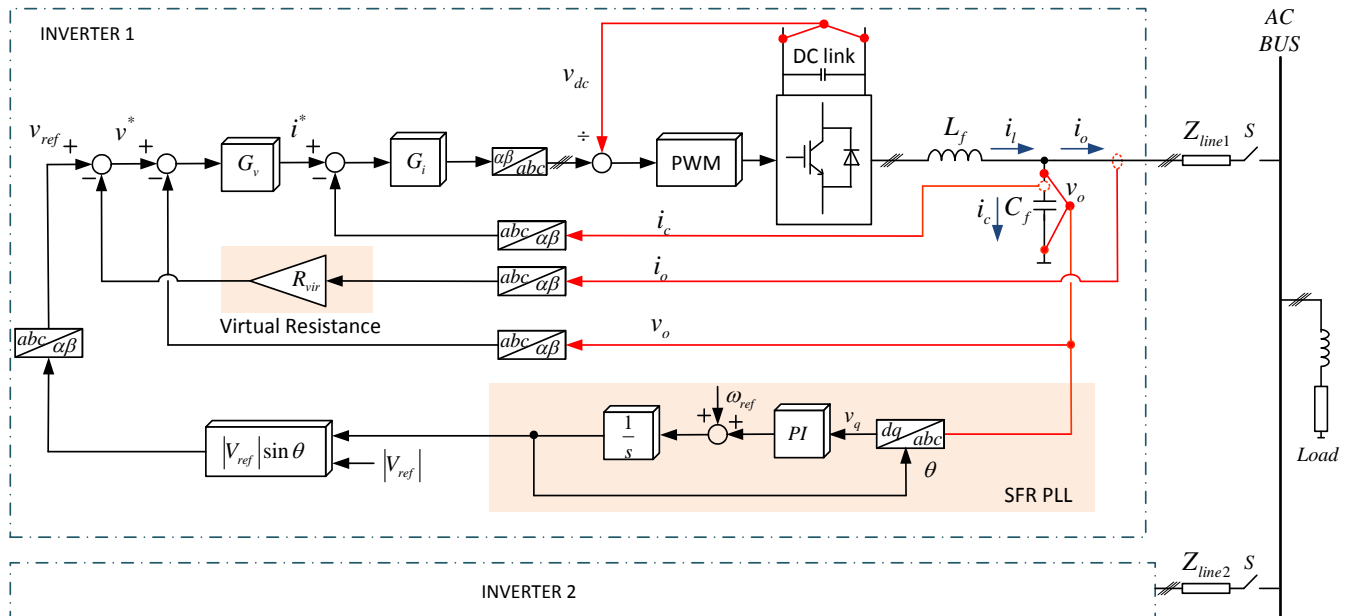 INVERTER 1
AC
BUS
DC link
v_dc
v_ref
+
−
v*
+
−
G_v
i*
+
−
G_i
αβ
abc
÷
PWM
L_f
i_l
i_o
Z_line1
S
v_o
i_c
C_f
abc
αβ
i_c
R_vir
abc
αβ
i_o
Virtual Resistance
abc
αβ
abc
αβ
v_o
|V_ref| sin θ
|V_ref|
1
s
ω_ref
+
+
PI
v_q
dq
abc
θ
SFR PLL
Load
INVERTER 2
Z_line2
S